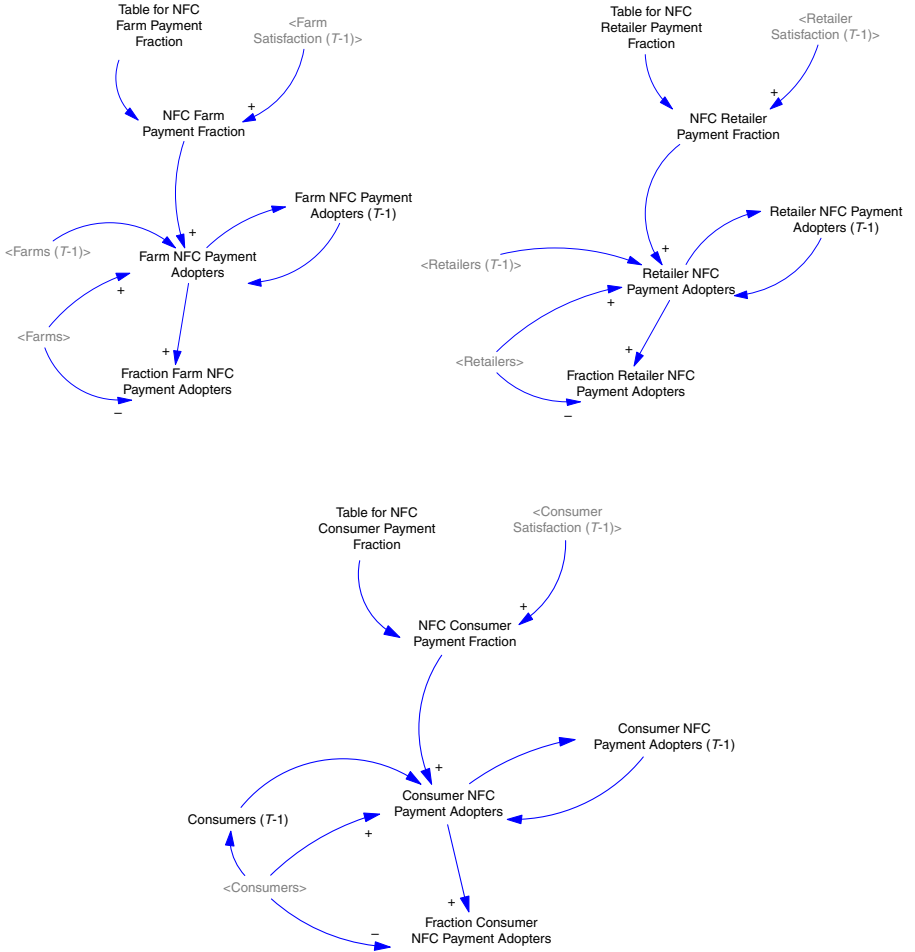 Table for NFC
Farm Payment
Fraction
<Farm
Satisfaction (T-1)>
+
NFC Farm
Payment Fraction
Farm NFC Payment
Adopters (T-1)
+
<Farms (T-1)>
Farm NFC Payment
Adopters
+
<Farms>
+
Fraction Farm NFC
Payment Adopters
−
Table for NFC
Retailer Payment
Fraction
<Retailer
Satisfaction (T-1)>
+
NFC Retailer
Payment Fraction
Retailer NFC Payment
Adopters (T-1)
+
<Retailers (T-1)>
Retailer NFC
Payment Adopters
+
<Retailers>
+
Fraction Retailer NFC
Payment Adopters
−
Table for NFC
Consumer Payment
Fraction
<Consumer
Satisfaction (T-1)>
+
NFC Consumer
Payment Fraction
Consumer NFC
Payment Adopters (T-1)
+
Consumer NFC
Payment Adopters
Consumers (T-1)
+
<Consumers>
+
Fraction Consumer
NFC Payment Adopters
−